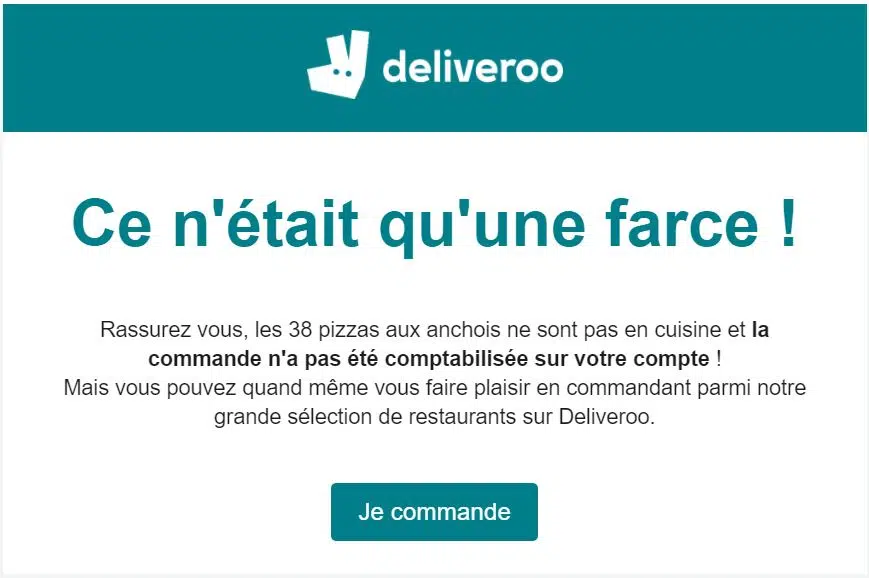 deliveroo
Ce n'était qu'une farce !
Rassurez vous, les 38 pizzas aux anchois ne sont pas en cuisine et la
commande n'a pas été comptabilisée sur votre compte !
Mais vous pouvez quand même vous faire plaisir en commandant parmi notre
grande sélection de restaurants sur Deliveroo.
Je commande